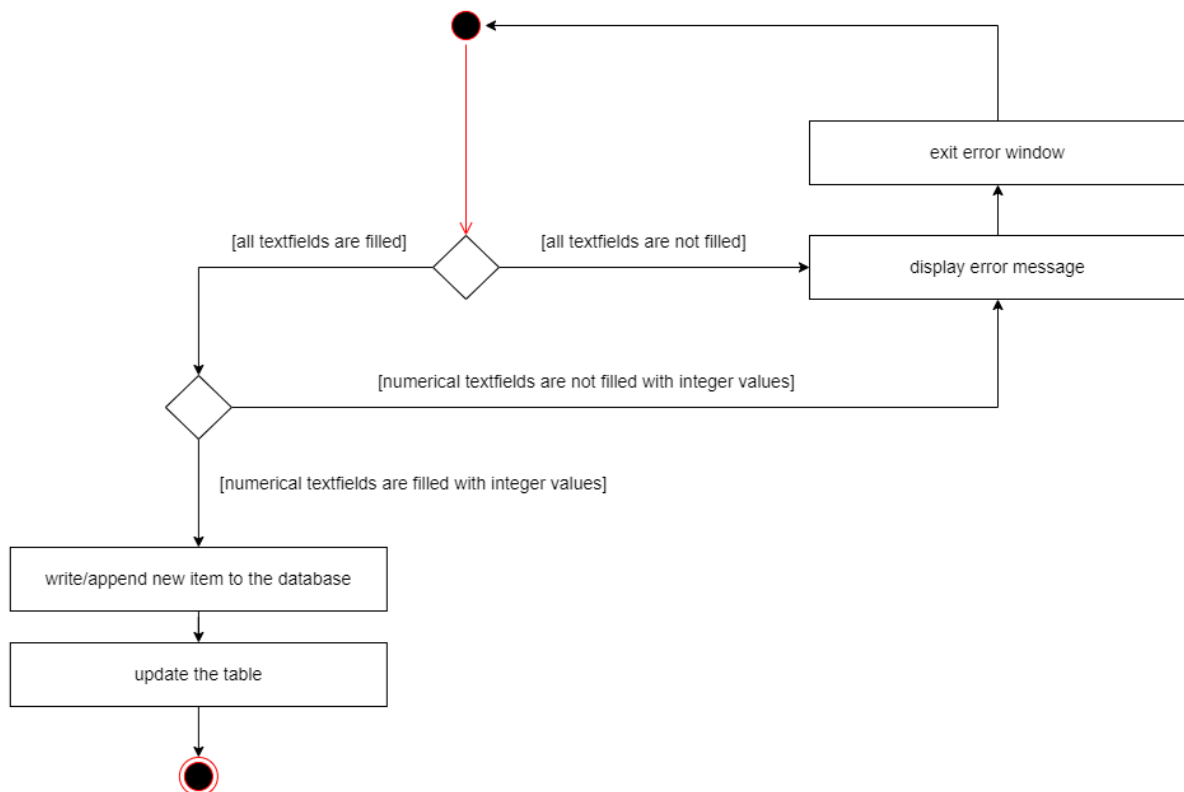 exit error window
[all textfields are filled]
[all textfields are not filled]
display error message
[numerical textfields are not filled with integer values]
[numerical textfields are filled with integer values]
write/append new item to the database
update the table